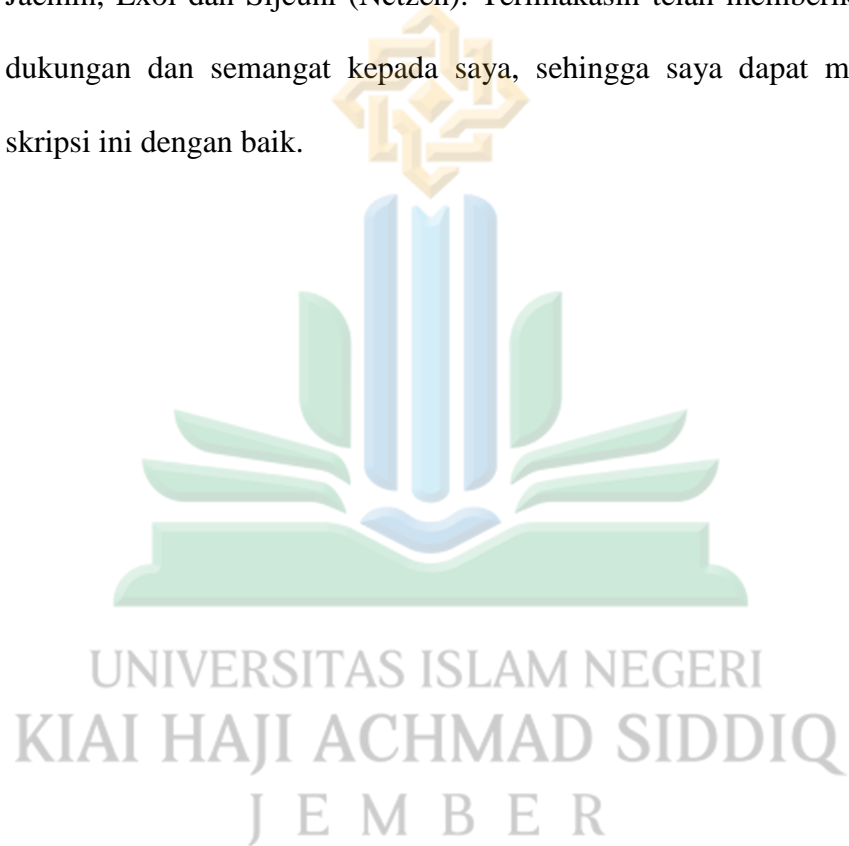 dukungan dan semangat kepada saya, sehingga saya dapat m
skripsi ini dengan baik.
UNIVERSITAS ISLAM NEGERI
KIAI HAJI ACHMAD SIDDIQ
J E M B E R